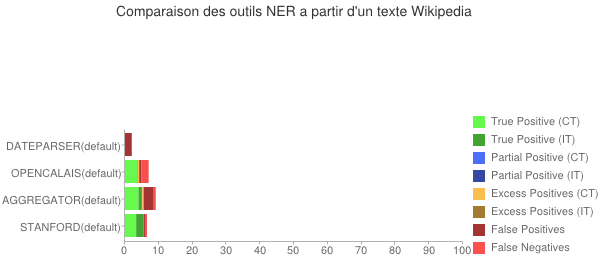 Comparaison des outils NER a partir d'un texte Wikipedia
True Positive (CT)
DATEPARSER(default)
True Positive (IT)
Partial Positive (CT)
OPENCALAIS(default)
Partial Positive (IT)
AGGREGATOR(default)
Excess Positives (CT)
Excess Positives (IT)
STANFORD(default)
False Positives
False Negatives
0 10 20 30 40 50 60 70 80 90 100